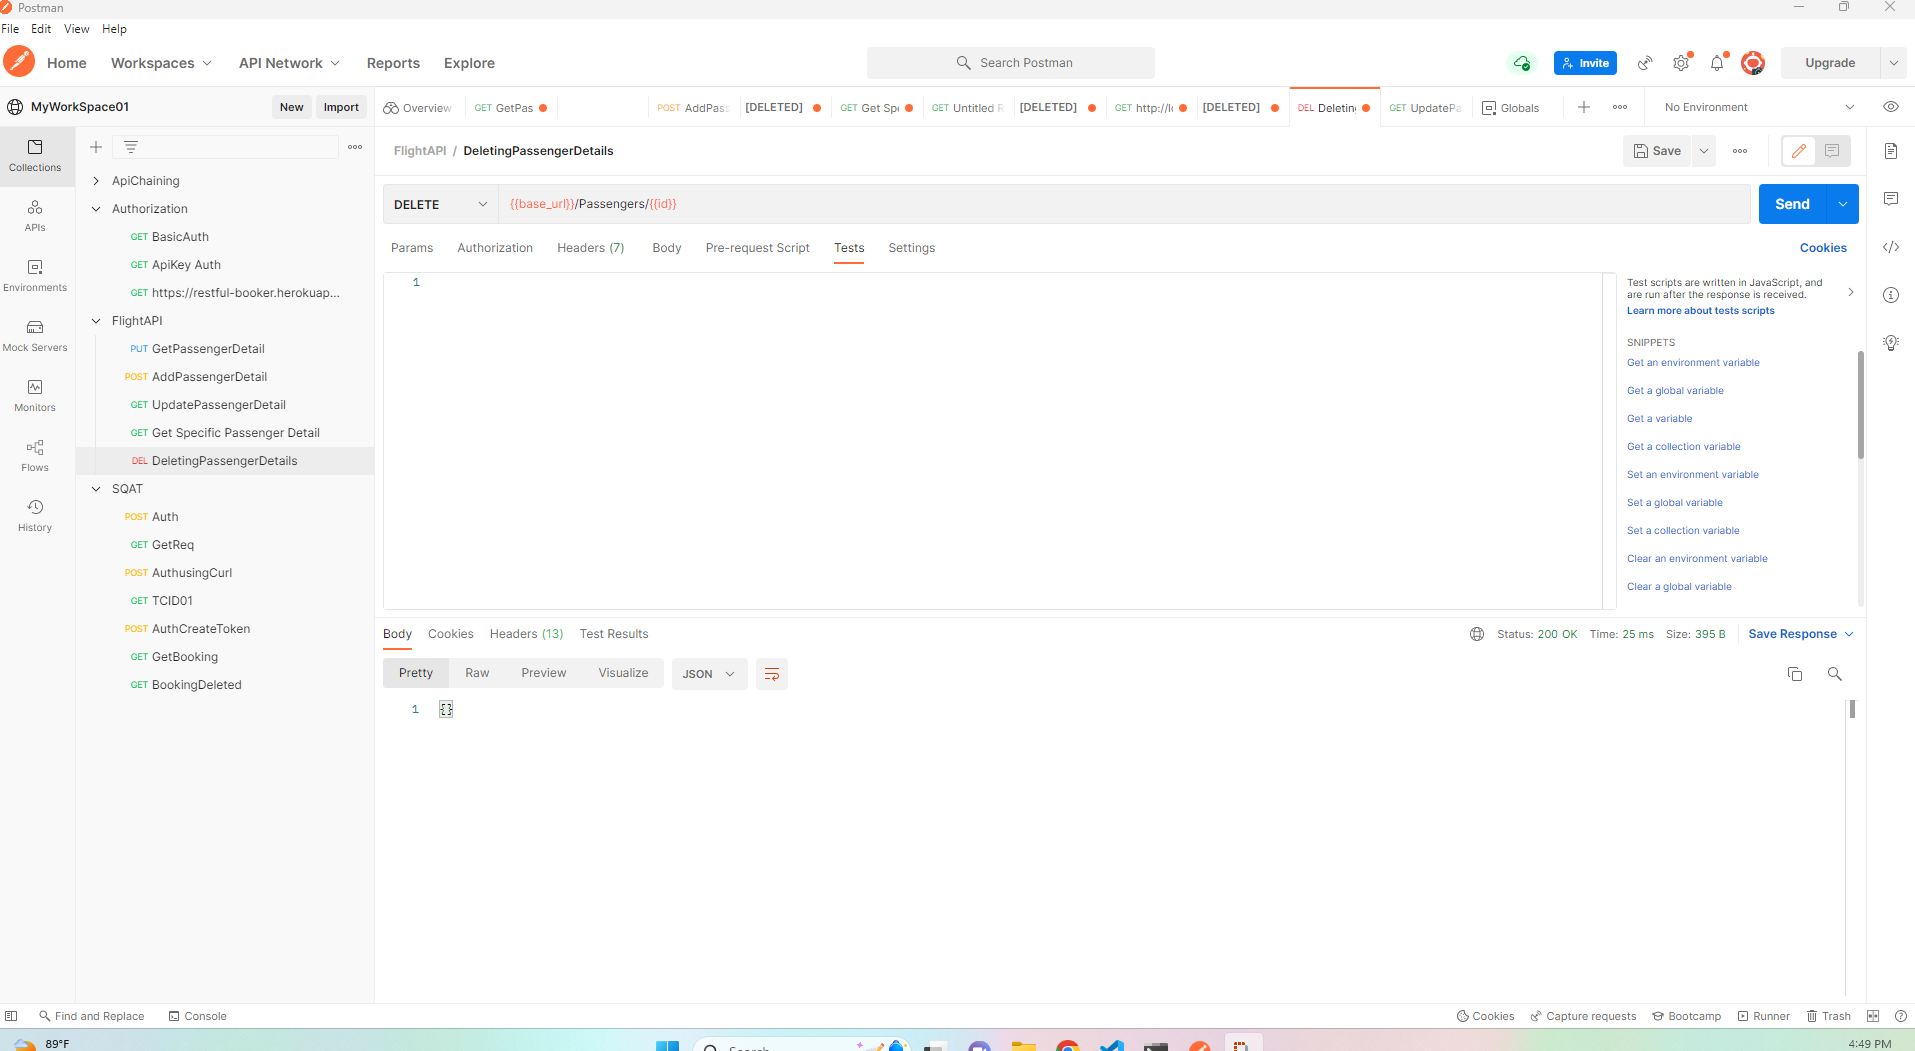 Postman
File Edit View Help
Home Workspaces API Network Reports Explore Search Postman Invite Upgrade
MyWorkSpace01 New Import Overview GET GetPas POST AddPass [DELETED] GET Get Spe GET Untitled R [DELETED] GET http://lo [DELETED] DEL Deleting GET UpdatePa Globals No Environment
FlightAPI / DeletingPassengerDetails Save
Collections
APIs
Environments
Mock Servers
Monitors
Flows
History
ApiChaining
Authorization
GET BasicAuth
GET ApiKey Auth
GET https://restful-booker.herokuap...
FlightAPI
PUT GetPassengerDetail
POST AddPassengerDetail
GET UpdatePassengerDetail
GET Get Specific Passenger Detail
DEL DeletingPassengerDetails
SQAT
POST Auth
GET GetReq
POST AuthusingCurl
GET TCID01
POST AuthCreateToken
GET GetBooking
GET BookingDeleted
DELETE {{base_url}}/Passengers/{{id}} Send
Params Authorization Headers (7) Body Pre-request Script Tests Settings Cookies
1
Test scripts are written in JavaScript, and
are run after the response is received.
Learn more about tests scripts
SNIPPETS
Get an environment variable
Get a global variable
Get a variable
Get a collection variable
Set an environment variable
Set a global variable
Set a collection variable
Clear an environment variable
Clear a global variable
Body Cookies Headers (13) Test Results Status: 200 OK Time: 25 ms Size: 395 B Save Response
Pretty Raw Preview Visualize JSON
1 {}
Find and Replace Console Cookies Capture requests Bootcamp Runner Trash
89°F Search 4:49 PM